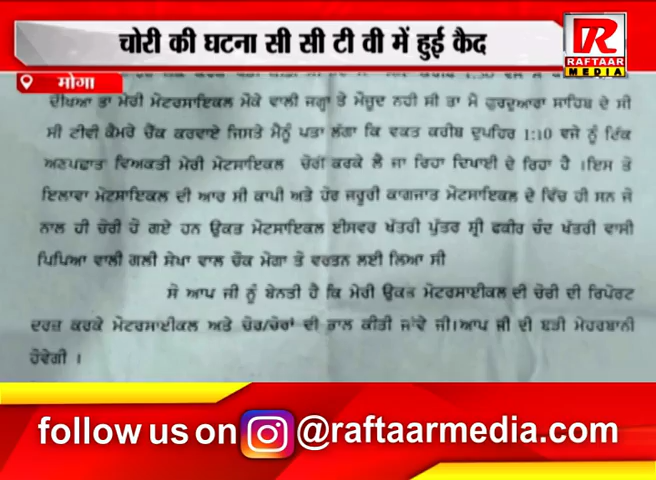 चोरी की घटना सी सी टी वी में हुई कैद
R
RAFTAAR
MEDIA
मोगा
ਦੀਖਿਆ ਤਾ ਮੇਰੀ ਮੋਟਰਸਾਇਕਲ ਮੌਕੇ ਵਾਲੀ ਜਗ੍ਹਾ ਤੇ ਮੌਜੂਦ ਨਹੀ ਸੀ ਤਾ ਮੈ ਗੁਰਦੁਆਰਾ ਸਾਹਿਬ ਦੇ ਸੀ
ਸੀ ਟੀਵੀ ਕੈਮਰੇ ਚੈੱਕ ਕਰਵਾਏ ਜਿਸਤੇ ਮੈਨੂੰ ਪਤਾ ਲੱਗਾ ਕਿ ਵਕਤ ਕਰੀਬ ਦੁਪਹਿਰ 1:10 ਵਜੇ ਨੂੰ ਇੱਕ
ਅਣਪਛਾਤ ਵਿਅਕਤੀ ਮੇਰੀ ਮੋਟਸਾਇਕਲ ਚੋਰੀ ਕਰਕੇ ਲੈ ਜਾ ਰਿਹਾ ਦਿਖਾਈ ਦੇ ਰਿਹਾ ਹੈ ।ਇਸ ਤੋ
ਇਲਾਵਾ ਮੋਟਸਾਇਕਲ ਦੀ ਆਰ ਸੀ ਕਾਪੀ ਅਤੇ ਹੋਰ ਜਰੂਰੀ ਕਾਗਜਾਤ ਮੋਟਸਾਇਕਲ ਦੇ ਵਿੱਚ ਹੀ ਸਨ ਜੋ
ਨਾਲ ਹੀ ਚੋਰੀ ਹੋ ਗਏ ਹਨ ਉਕਤ ਮੋਟਸਾਇਕਲ ਈਸਵਰ ਖੱਤਰੀ ਪੁੱਤਰ ਸ਼੍ਰੀ ਫਕੀਰ ਚੰਦ ਖੱਤਰੀ ਵਾਸੀ
ਪਿਪਿਆ ਵਾਲੀ ਗਲੀ ਸੇਖਾ ਵਾਲ ਚੌਕ ਮੋਗਾ ਤੋ ਵਰਤਨ ਲਈ ਲਿਆ ਸੀ
ਸੋ ਆਪ ਜੀ ਨੂੰ ਬੇਨਤੀ ਹੈ ਕਿ ਮੇਰੀ ਉਕਤ ਮੋਟਰਸਾਈਕਲ ਦੀ ਚੋਰੀ ਦੀ ਰਿਪੋਰਟ
ਦਰਜ਼ ਕਰਕੇ ਮੋਟਰਸਾਈਕਲ ਅਤੇ ਚੋਰ/ਚੋਰਾਂ ਦੀ ਭਾਲ ਕੀਤੀ ਜਾਂਵੇ ਜੀ।ਆਪ ਜੀ ਦੀ ਬੜੀ ਮੇਹਰਬਾਨੀ
ਹੋਵੇਗੀ ।
follow us on @raftaarmedia.com